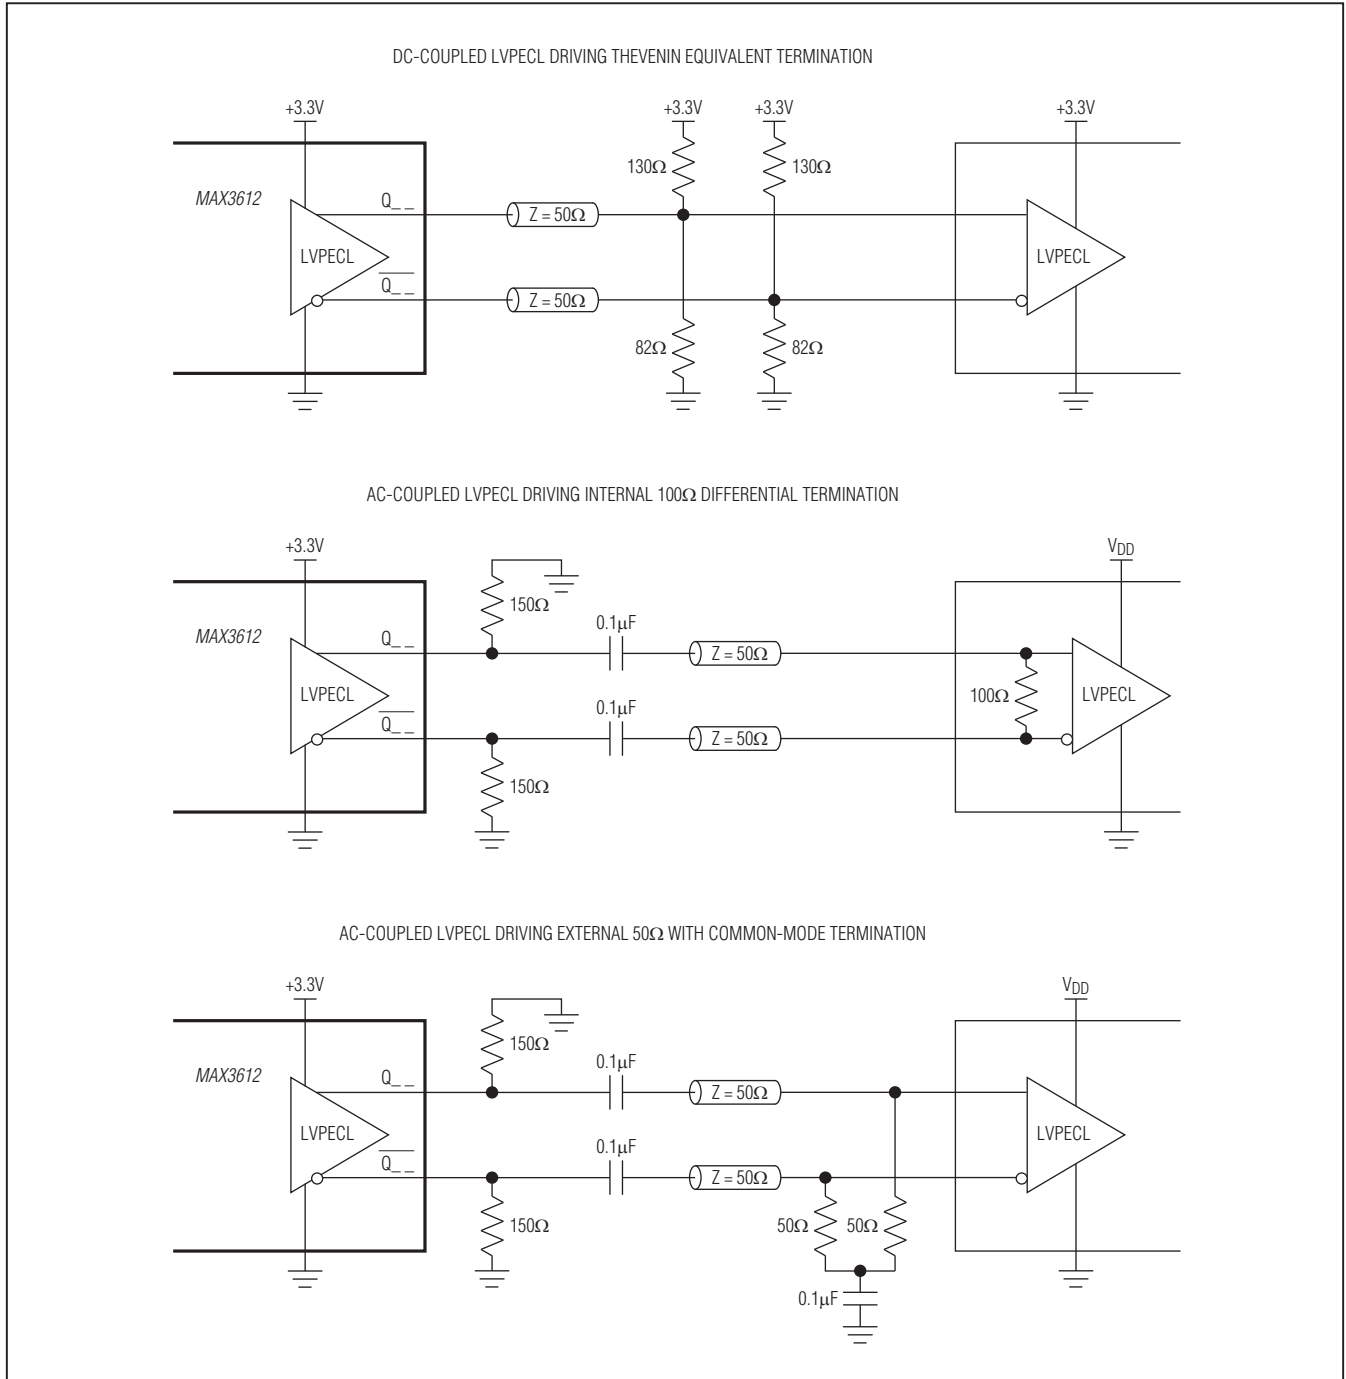 DC-COUPLED LVPECL DRIVING THEVENIN EQUIVALENT TERMINATION
+3.3V
+3.3V
+3.3V
+3.3V
130Ω
130Ω
MAX3612
Q_ _
Z = 50Ω
LVPECL
LVPECL
Q_ _
Z = 50Ω
82Ω
82Ω
AC-COUPLED LVPECL DRIVING INTERNAL 100Ω DIFFERENTIAL TERMINATION
+3.3V
VDD
150Ω
0.1µF
MAX3612
Q_ _
Z = 50Ω
LVPECL
100Ω
LVPECL
0.1µF
Q_ _
Z = 50Ω
150Ω
AC-COUPLED LVPECL DRIVING EXTERNAL 50Ω WITH COMMON-MODE TERMINATION
+3.3V
VDD
150Ω
0.1µF
MAX3612
Q_ _
Z = 50Ω
LVPECL
LVPECL
0.1µF
Q_ _
Z = 50Ω
150Ω
50Ω
50Ω
0.1µF